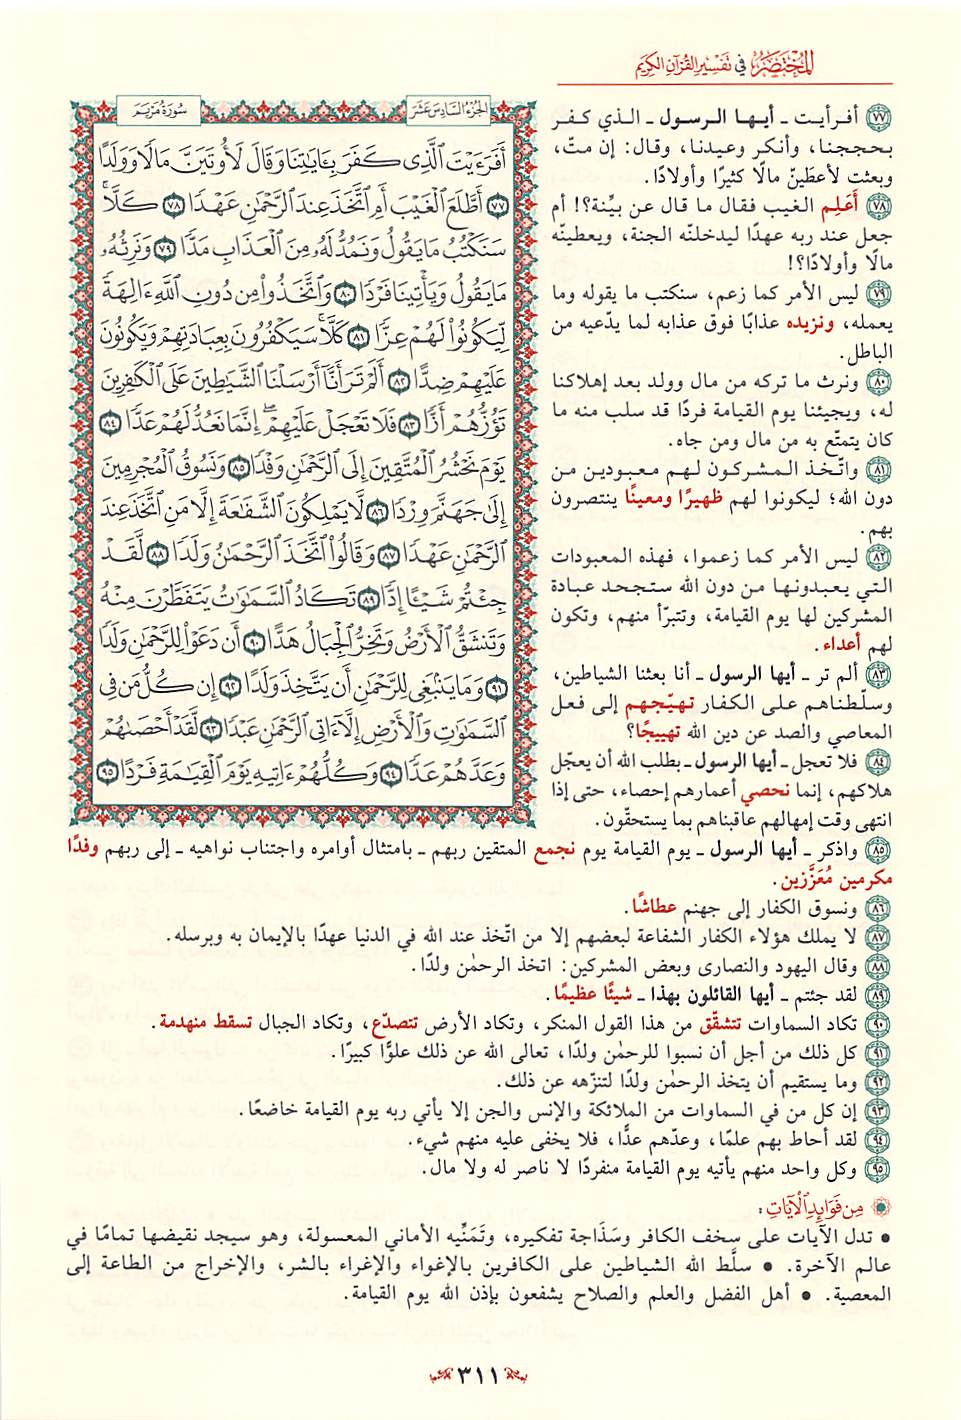 المختصر في تفسير القرآن الكريم
الجزء السادس عشر
سورة مريم
أَفَرَءَيْتَ ٱلَّذِى كَفَرَ بِـَٔايَـٰتِنَا وَقَالَ لَأُوتَيَنَّ مَالًا وَوَلَدًا
٧٧ أَطَّلَعَ ٱلْغَيْبَ أَمِ ٱتَّخَذَ عِندَ ٱلرَّحْمَـٰنِ عَهْدًا ٧٨ كَلَّا ۚ
سَنَكْتُبُ مَا يَقُولُ وَنَمُدُّ لَهُۥ مِنَ ٱلْعَذَابِ مَدًّا ٧٩ وَنَرِثُهُۥ
مَا يَقُولُ وَيَأْتِينَا فَرْدًا ٨٠ وَٱتَّخَذُوا۟ مِن دُونِ ٱللَّهِ ءَالِهَةً
لِّيَكُونُوا۟ لَهُمْ عِزًّا ٨١ كَلَّا ۚ سَيَكْفُرُونَ بِعِبَادَتِهِمْ وَيَكُونُونَ
عَلَيْهِمْ ضِدًّا ٨٢ أَلَمْ تَرَ أَنَّآ أَرْسَلْنَا ٱلشَّيَـٰطِينَ عَلَى ٱلْكَـٰفِرِينَ
تَؤُزُّهُمْ أَزًّا ٨٣ فَلَا تَعْجَلْ عَلَيْهِمْ ۖ إِنَّمَا نَعُدُّ لَهُمْ عَدًّا ٨٤
يَوْمَ نَحْشُرُ ٱلْمُتَّقِينَ إِلَى ٱلرَّحْمَـٰنِ وَفْدًا ٨٥ وَنَسُوقُ ٱلْمُجْرِمِينَ
إِلَىٰ جَهَنَّمَ وِرْدًا ٨٦ لَّا يَمْلِكُونَ ٱلشَّفَـٰعَةَ إِلَّا مَنِ ٱتَّخَذَ عِندَ
ٱلرَّحْمَـٰنِ عَهْدًا ٨٧ وَقَالُوا۟ ٱتَّخَذَ ٱلرَّحْمَـٰنُ وَلَدًا ٨٨ لَّقَدْ
جِئْتُمْ شَيْـًٔا إِدًّا ٨٩ تَكَادُ ٱلسَّمَـٰوَٰتُ يَتَفَطَّرْنَ مِنْهُ
وَتَنشَقُّ ٱلْأَرْضُ وَتَخِرُّ ٱلْجِبَالُ هَدًّا ٩٠ أَن دَعَوْا۟ لِلرَّحْمَـٰنِ وَلَدًا
٩١ وَمَا يَنۢبَغِى لِلرَّحْمَـٰنِ أَن يَتَّخِذَ وَلَدًا ٩٢ إِن كُلُّ مَن فِى
ٱلسَّمَـٰوَٰتِ وَٱلْأَرْضِ إِلَّآ ءَاتِى ٱلرَّحْمَـٰنِ عَبْدًا ٩٣ لَّقَدْ أَحْصَىٰهُمْ
وَعَدَّهُمْ عَدًّا ٩٤ وَكُلُّهُمْ ءَاتِيهِ يَوْمَ ٱلْقِيَـٰمَةِ فَرْدًا ٩٥
٧٧ أفرأيت - أيها الرسول - الذي كفر
بحججنا، وأنكر وعيدنا، وقال: إن متّ،
وبعثت لأعطَينّ مالًا كثيرًا وأولادًا.
٧٨ أَعَلِم الغيب فقال ما قال عن بيِّنة؟! أم
جعل عند ربه عهدًا ليدخلنّه الجنة، ويعطينّه
مالًا وأولادًا؟!
٧٩ ليس الأمر كما زعم، سنكتب ما يقوله وما
يعمله، ونزيده عذابًا فوق عذابه لما يدّعيه من
الباطل.
٨٠ ونرث ما تركه من مال وولد بعد إهلاكنا
له، ويجيئنا يوم القيامة فردًا قد سلب منه ما
كان يتمتّع به من مال ومن جاه.
٨١ واتّخذ المشركون لهم معبودين من
دون الله؛ ليكونوا لهم ظهيرًا ومعينًا ينتصرون
بهم.
٨٢ ليس الأمر كما زعموا، فهذه المعبودات
التي يعبدونها من دون الله ستجحد عبادة
المشركين لها يوم القيامة، وتتبرّأ منهم، وتكون
لهم أعداء.
٨٣ ألم تر - أيها الرسول - أنا بعثنا الشياطين،
وسلّطناهم على الكفار تهيّجهم إلى فعل
المعاصي والصد عن دين الله تهييجًا؟
٨٤ فلا تعجل - أيها الرسول - بطلب الله أن يعجّل
هلاكهم، إنما نحصي أعمارهم إحصاء، حتى إذا
انتهى وقت إمهالهم عاقبناهم بما يستحقّون.
٨٥ واذكر - أيها الرسول - يوم القيامة يوم نجمع المتقين ربهم - بامتثال أوامره واجتناب نواهيه - إلى ربهم وفدًا
مكرمين مُعَزَّزين.
٨٦ ونسوق الكفار إلى جهنم عطاشًا.
٨٧ لا يملك هؤلاء الكفار الشفاعة لبعضهم إلا من اتّخذ عند الله في الدنيا عهدًا بالإيمان به وبرسله.
٨٨ وقال اليهود والنصارى وبعض المشركين: اتخذ الرحمٰن ولدًا.
٨٩ لقد جئتم - أيها القائلون بهذا - شيئًا عظيمًا.
٩٠ تكاد السماوات تتشقّق من هذا القول المنكر، وتكاد الأرض تتصدّع، وتكاد الجبال تسقط منهدمة.
٩١ كل ذلك من أجل أن نسبوا للرحمٰن ولدًا، تعالى الله عن ذلك علوًّا كبيرًا.
٩٢ وما يستقيم أن يتخذ الرحمٰن ولدًا لتنزّهه عن ذلك.
٩٣ إن كل من في السماوات من الملائكة والإنس والجن إلا يأتي ربه يوم القيامة خاضعًا.
٩٤ لقد أحاط بهم علمًا، وعدّهم عدًّا، فلا يخفى عليه منهم شيء.
٩٥ وكل واحد منهم يأتيه يوم القيامة منفردًا لا ناصر له ولا مال.
من فوائد الآيات:
• تدل الآيات على سخف الكافر وسَذَاجة تفكيره، وتَمَنِّيه الأماني المعسولة، وهو سيجد نقيضها تمامًا في
عالم الآخرة. • سلَّط الله الشياطين على الكافرين بالإغواء والإغراء بالشر، والإخراج من الطاعة إلى
المعصية. • أهل الفضل والعلم والصلاح يشفعون بإذن الله يوم القيامة.
٣١١